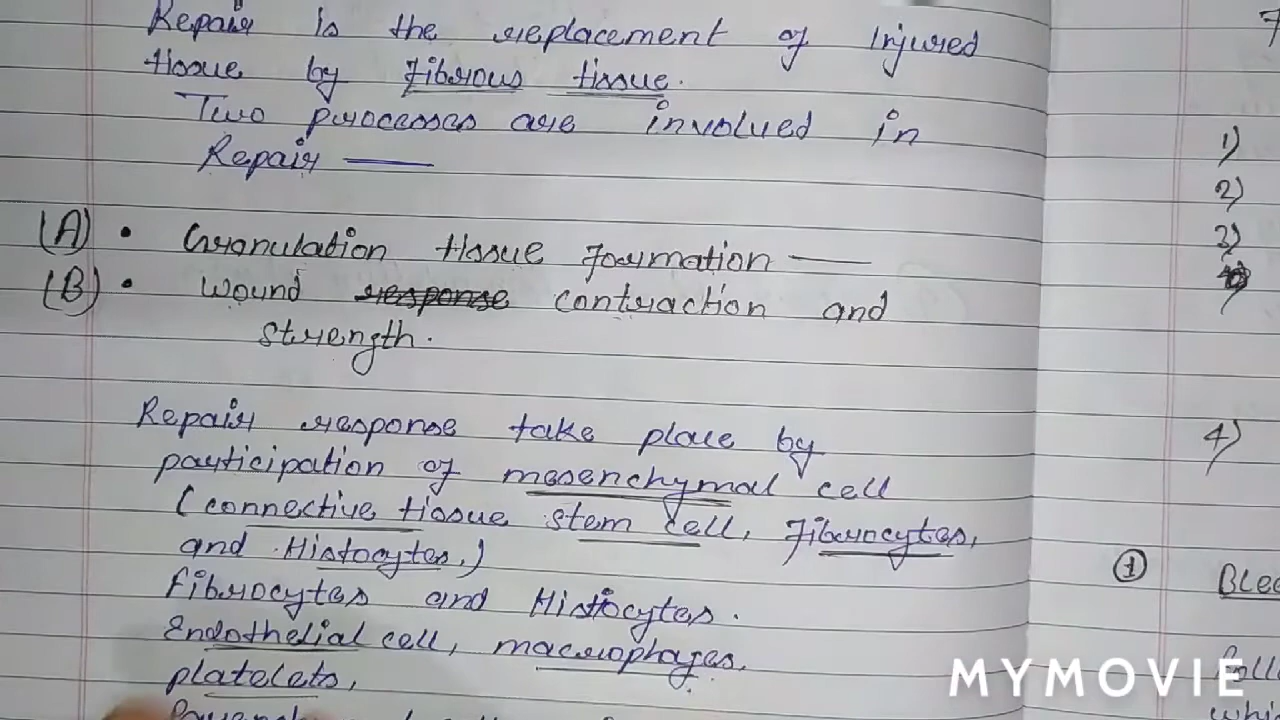 Repair is the replacement of injured
tissue by fibrous tissue.
Two processes are involved in
Repair —
(A) • Granulation tissue formation —
(B) • Wound response contraction and
strength.
Repair response take place by
participation of mesenchymal cell
(connective tissue stem cell, fibrocytes,
and Histocytes.)
fibrocytes and Histiocytes.
Endothelial cell, macrophages,
platelets,
7
1)
2)
3)
4)
①
MYMOVIE